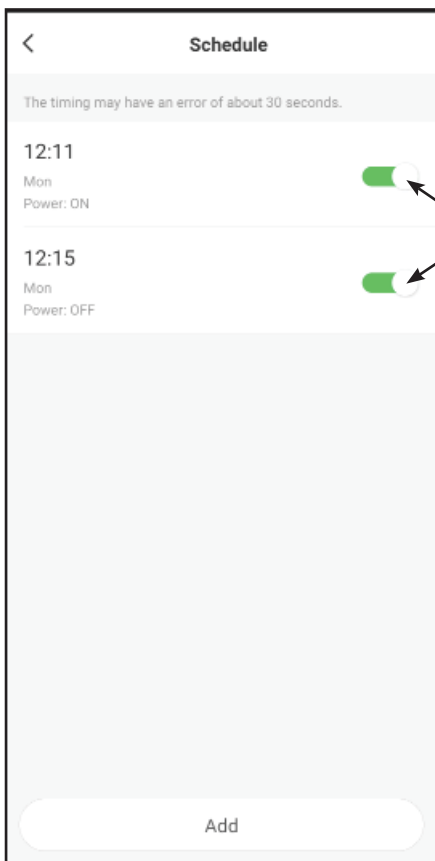 Schedule
The timing may have an error of about 30 seconds.
12:11
Mon
Power: ON
12:15
Mon
Power: OFF
Add